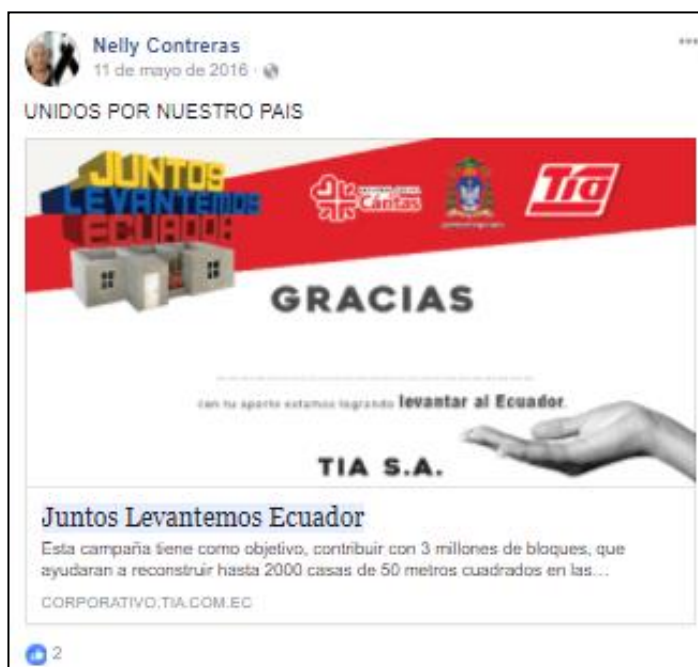 Nelly Contreras
11 de mayo de 2016 ·
UNIDOS POR NUESTRO PAIS
JUNTOS
LEVANTEMOS
ECUADOR
Cáritas
Tía
GRACIAS
con tu aporte estamos logrando levantar al Ecuador.
TIA S.A.
Juntos Levantemos Ecuador
Esta campaña tiene como objetivo, contribuir con 3 millones de bloques, que
ayudaran a reconstruir hasta 2000 casas de 50 metros cuadrados en las...
CORPORATIVO.TIA.COM.EC
2